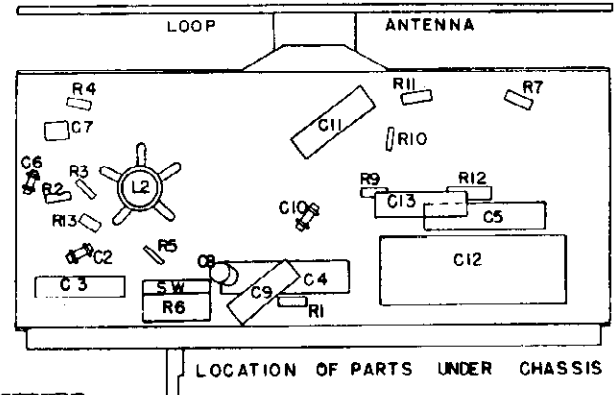 LOOP ANTENNA
R4
R11
R7
C7
C11
R10
C6
R3
L2
R2
R9
R12
R13
C10
C13
C5
C2
R5
C8
C12
C3
SW
C9
C4
R6
R1
LOCATION OF PARTS UNDER CHASSIS